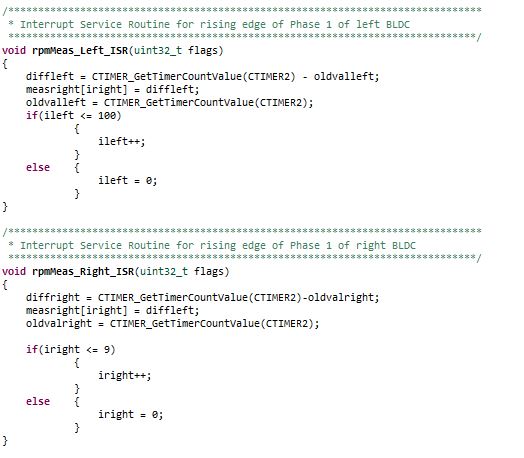 /********************************************************************************
 * Interrupt Service Routine for rising edge of Phase 1 of left BLDC
 *******************************************************************************/
void rpmMeas_Left_ISR(uint32_t flags)
{
    diffleft = CTIMER_GetTimerCountValue(CTIMER2) - oldvalleft;
    measright[iright] = diffleft;
    oldvalleft = CTIMER_GetTimerCountValue(CTIMER2);
    if(ileft <= 100)
            {
                ileft++;
            }
    else    {
                ileft = 0;
            }
}
/********************************************************************************
 * Interrupt Service Routine for rising edge of Phase 1 of right BLDC
 *******************************************************************************/
void rpmMeas_Right_ISR(uint32_t flags)
{
    diffright = CTIMER_GetTimerCountValue(CTIMER2)-oldvalright;
    measright[iright] = diffleft;
    oldvalright = CTIMER_GetTimerCountValue(CTIMER2);
    if(iright <= 9)
            {
                iright++;
            }
    else    {
                iright = 0;
            }
}